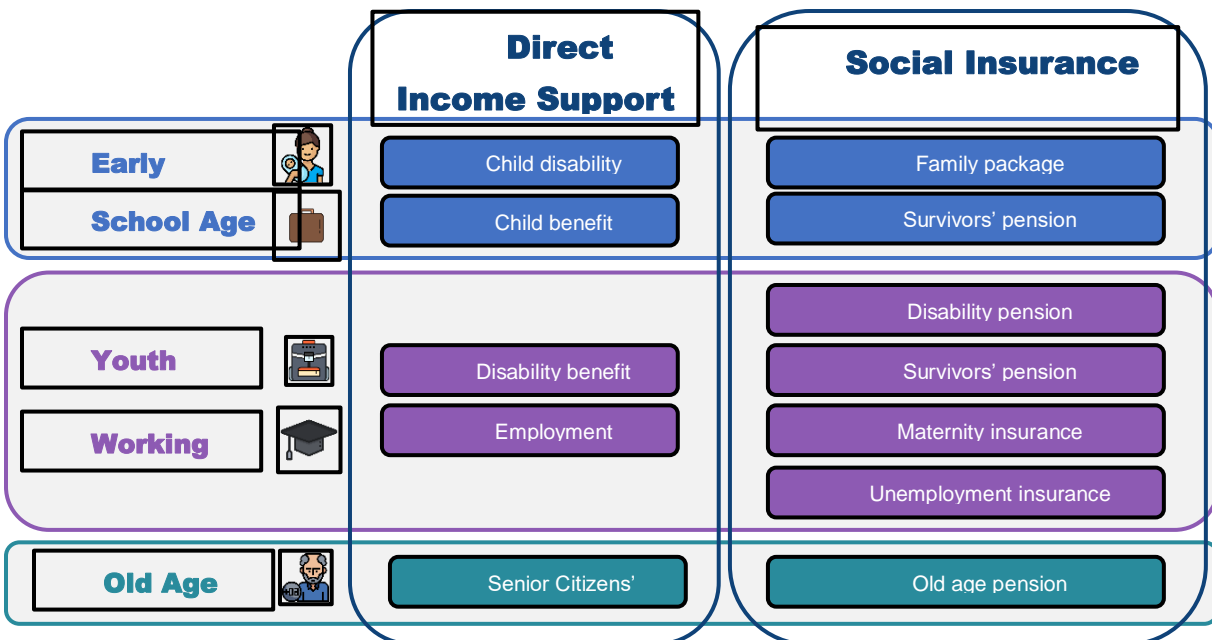 Direct
Income Support
Social Insurance
Early
Child disability
Family package
School Age
Child benefit
Survivors’ pension
Disability pension
Youth
Disability benefit
Survivors’ pension
Working
Employment
Maternity insurance
Unemployment insurance
Old Age
Senior Citizens’
Old age pension